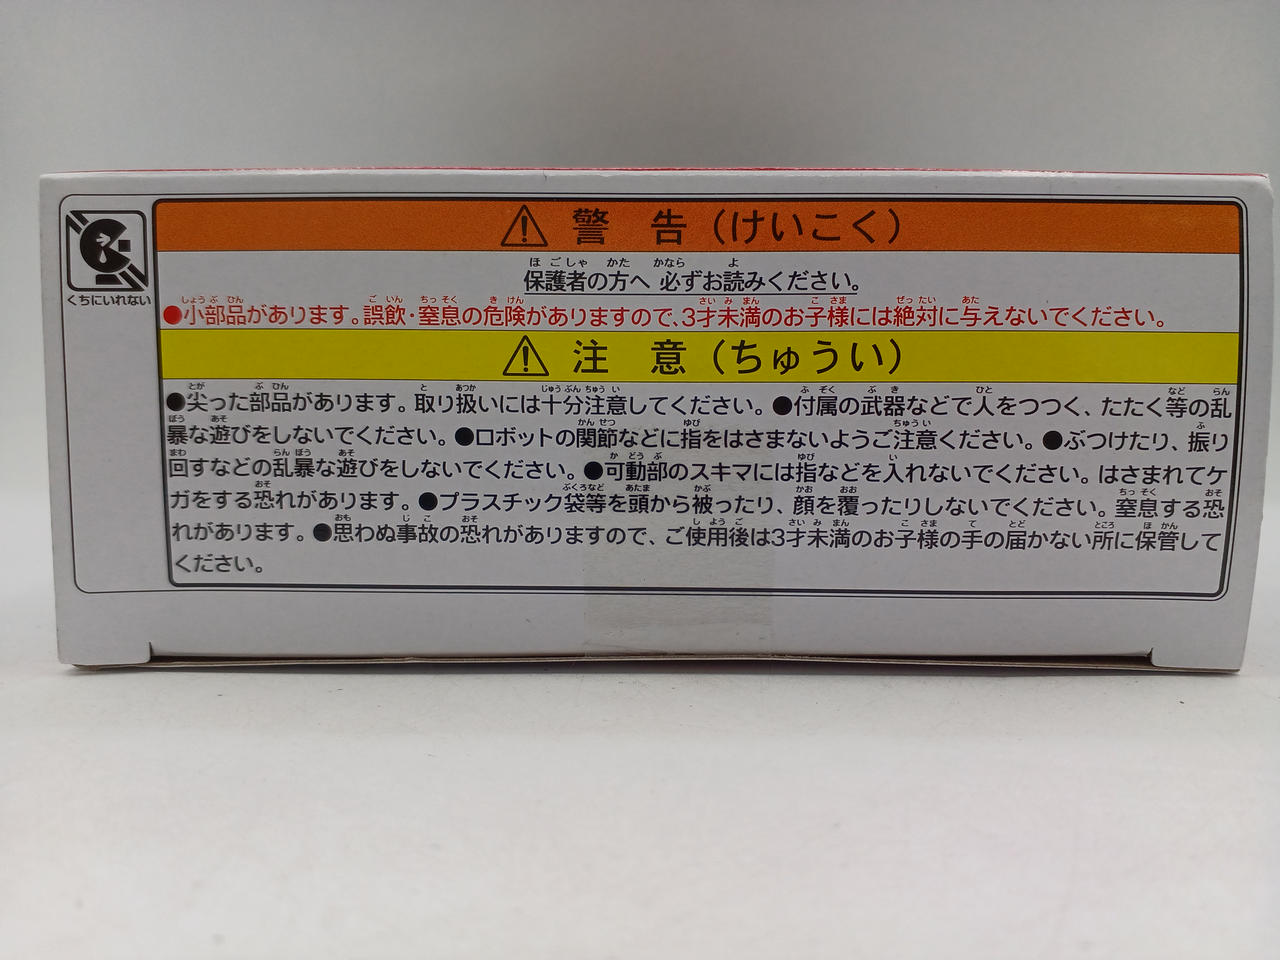 くちにいれない
警 告（けいこく）
保護者の方へ 必ずお読みください。
●小部品があります。誤飲・窒息の危険がありますので、3才未満のお子様には絶対に与えないでください。
注 意（ちゅうい）
●尖った部品があります。取り扱いには十分注意してください。●付属の武器などで人をつつく、たたく等の乱
暴な遊びをしないでください。●ロボットの関節などに指をはさまないようご注意ください。●ぶつけたり、振り
回すなどの乱暴な遊びをしないでください。●可動部のスキマには指などを入れないでください。はさまれてケ
ガをする恐れがあります。●プラスチック袋等を頭から被ったり、顔を覆ったりしないでください。窒息する恐
れがあります。●思わぬ事故の恐れがありますので、ご使用後は3才未満のお子様の手の届かない所に保管して
ください。